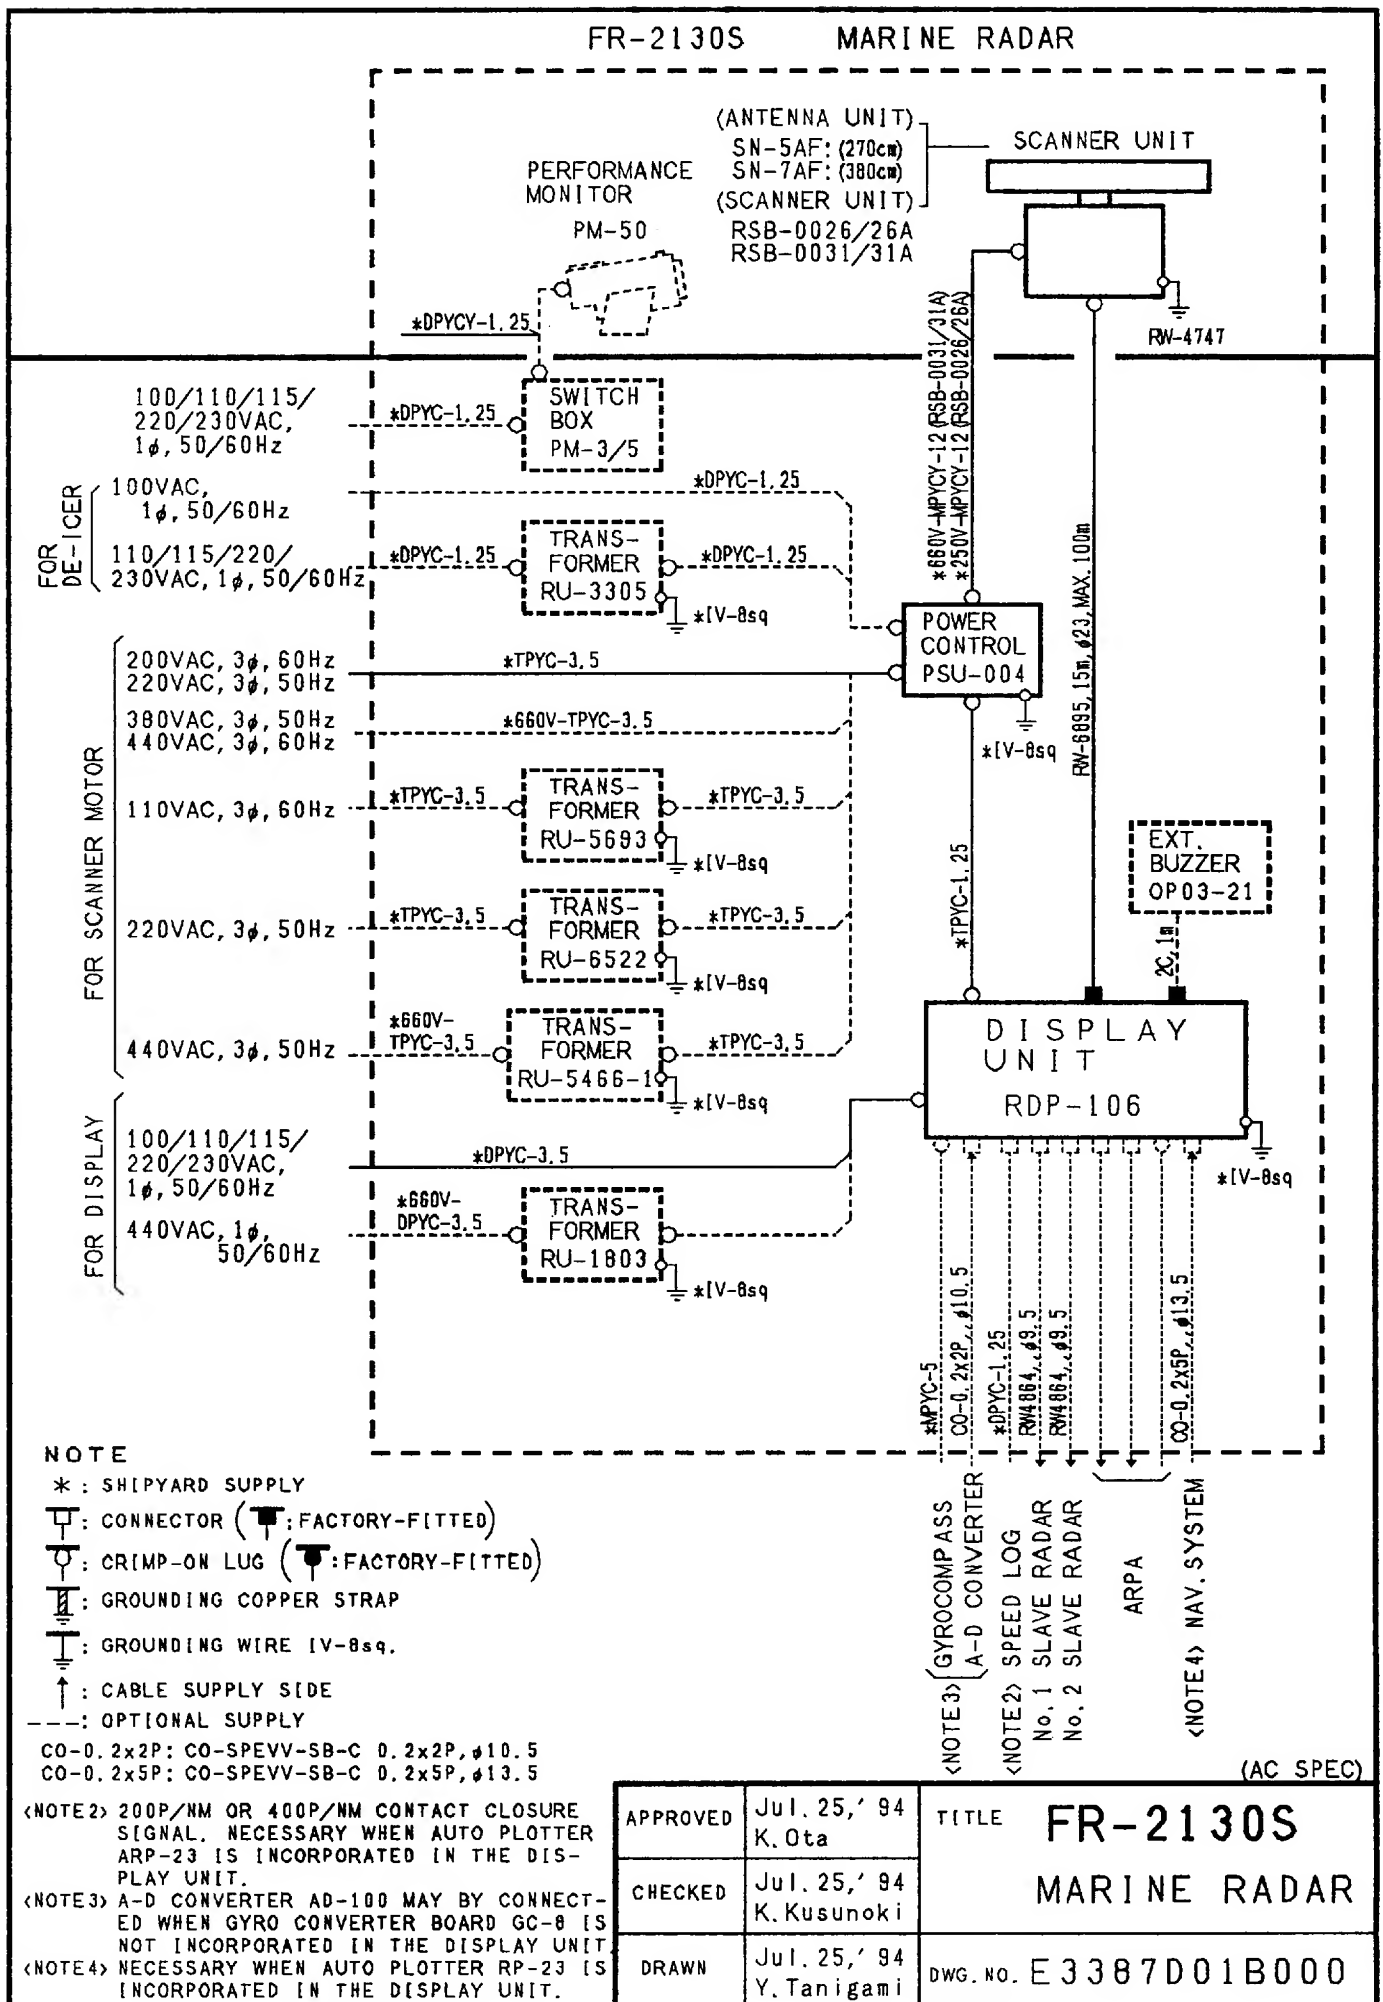 FR-2130S MARINE RADAR
(ANTENNA UNIT)
SN-5AF: (270cm)
SN-7AF: (380cm)
(SCANNER UNIT)
RSB-0026/26A
RSB-0031/31A
SCANNER UNIT
PERFORMANCE
MONITOR
PM-50
*DPYCY-1.25
RW-4747
*660V-MPYCY-12(RSB-0031/31A)
*250V-MPYCY-12(RSB-0026/26A)
RW-6895, 15m, ϕ23, MAX. 100m
100/110/115/
220/230VAC,
1ϕ, 50/60Hz
*DPYC-1.25
SWITCH
BOX
PM-3/5
FOR
DE-ICER
100VAC,
1ϕ, 50/60Hz
*DPYC-1.25
110/115/220/
230VAC, 1ϕ, 50/60Hz
*DPYC-1.25
TRANS-
FORMER
RU-3305
*DPYC-1.25
*IV-8sq
POWER
CONTROL
PSU-004
*IV-8sq
FOR SCANNER MOTOR
200VAC, 3ϕ, 60Hz
220VAC, 3ϕ, 50Hz
*TPYC-3.5
380VAC, 3ϕ, 50Hz
440VAC, 3ϕ, 60Hz
*660V-TPYC-3.5
110VAC, 3ϕ, 60Hz
*TPYC-3.5
TRANS-
FORMER
RU-5693
*TPYC-3.5
*IV-8sq
220VAC, 3ϕ, 50Hz
*TPYC-3.5
TRANS-
FORMER
RU-6522
*TPYC-3.5
*IV-8sq
440VAC, 3ϕ, 50Hz
*660V-
TPYC-3.5
TRANS-
FORMER
RU-5466-1
*TPYC-3.5
*IV-8sq
*TPYC-1.25
EXT.
BUZZER
OP03-21
2C, 1m
DISPLAY
UNIT
RDP-106
*IV-8sq
FOR DISPLAY
100/110/115/
220/230VAC,
1ϕ, 50/60Hz
*DPYC-3.5
440VAC, 1ϕ,
50/60Hz
*660V-
DPYC-3.5
TRANS-
FORMER
RU-1803
*IV-8sq
*MPYC-5
CO-0.2x2P,, ϕ10.5
*DPYC-1.25
RW4864,, ϕ9.5
RW4864,, ϕ9.5
CO-0.2x5P,, ϕ13.5
<NOTE3>
GYROCOMPASS
A-D CONVERTER
<NOTE2> SPEED LOG
No. 1 SLAVE RADAR
No. 2 SLAVE RADAR
ARPA
<NOTE4> NAV. SYSTEM
NOTE
* : SHIPYARD SUPPLY
: CONNECTOR ( : FACTORY-FITTED)
: CRIMP-ON LUG ( : FACTORY-FITTED)
: GROUNDING COPPER STRAP
: GROUNDING WIRE IV-8sq.
: CABLE SUPPLY SIDE
---: OPTIONAL SUPPLY
CO-0.2x2P: CO-SPEVV-SB-C 0.2x2P, ϕ10.5
CO-0.2x5P: CO-SPEVV-SB-C 0.2x5P, ϕ13.5
<NOTE2> 200P/NM OR 400P/NM CONTACT CLOSURE
SIGNAL. NECESSARY WHEN AUTO PLOTTER
ARP-23 IS INCORPORATED IN THE DIS-
PLAY UNIT.
<NOTE3> A-D CONVERTER AD-100 MAY BY CONNECT-
ED WHEN GYRO CONVERTER BOARD GC-8 IS
NOT INCORPORATED IN THE DISPLAY UNIT
<NOTE4> NECESSARY WHEN AUTO PLOTTER RP-23 IS
INCORPORATED IN THE DISPLAY UNIT.
(AC SPEC)
APPROVED Jul. 25,' 94
K. Ota
CHECKED Jul. 25,' 94
K. Kusunoki
DRAWN Jul. 25,' 94
Y. Tanigami
TITLE FR-2130S
MARINE RADAR
DWG. NO. E3387D01B000